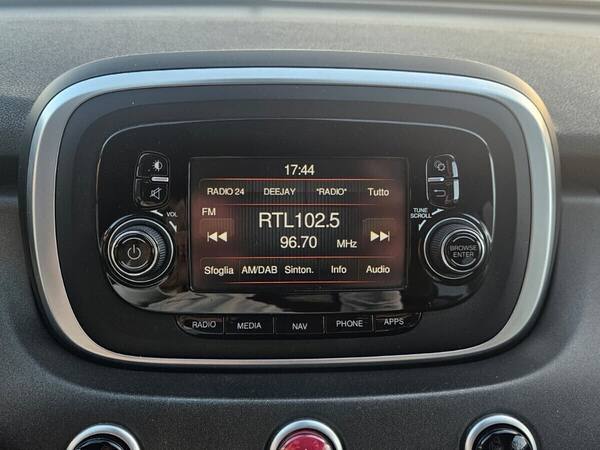 17:44
RADIO 24 DEEJAY *RADIO* Tutto
VOL
FM
RTL102.5
96.70 MHz
TUNE
SCROLL
BROWSE
ENTER
Sfoglia AM/DAB Sinton. Info Audio
RADIO MEDIA NAV PHONE APPS